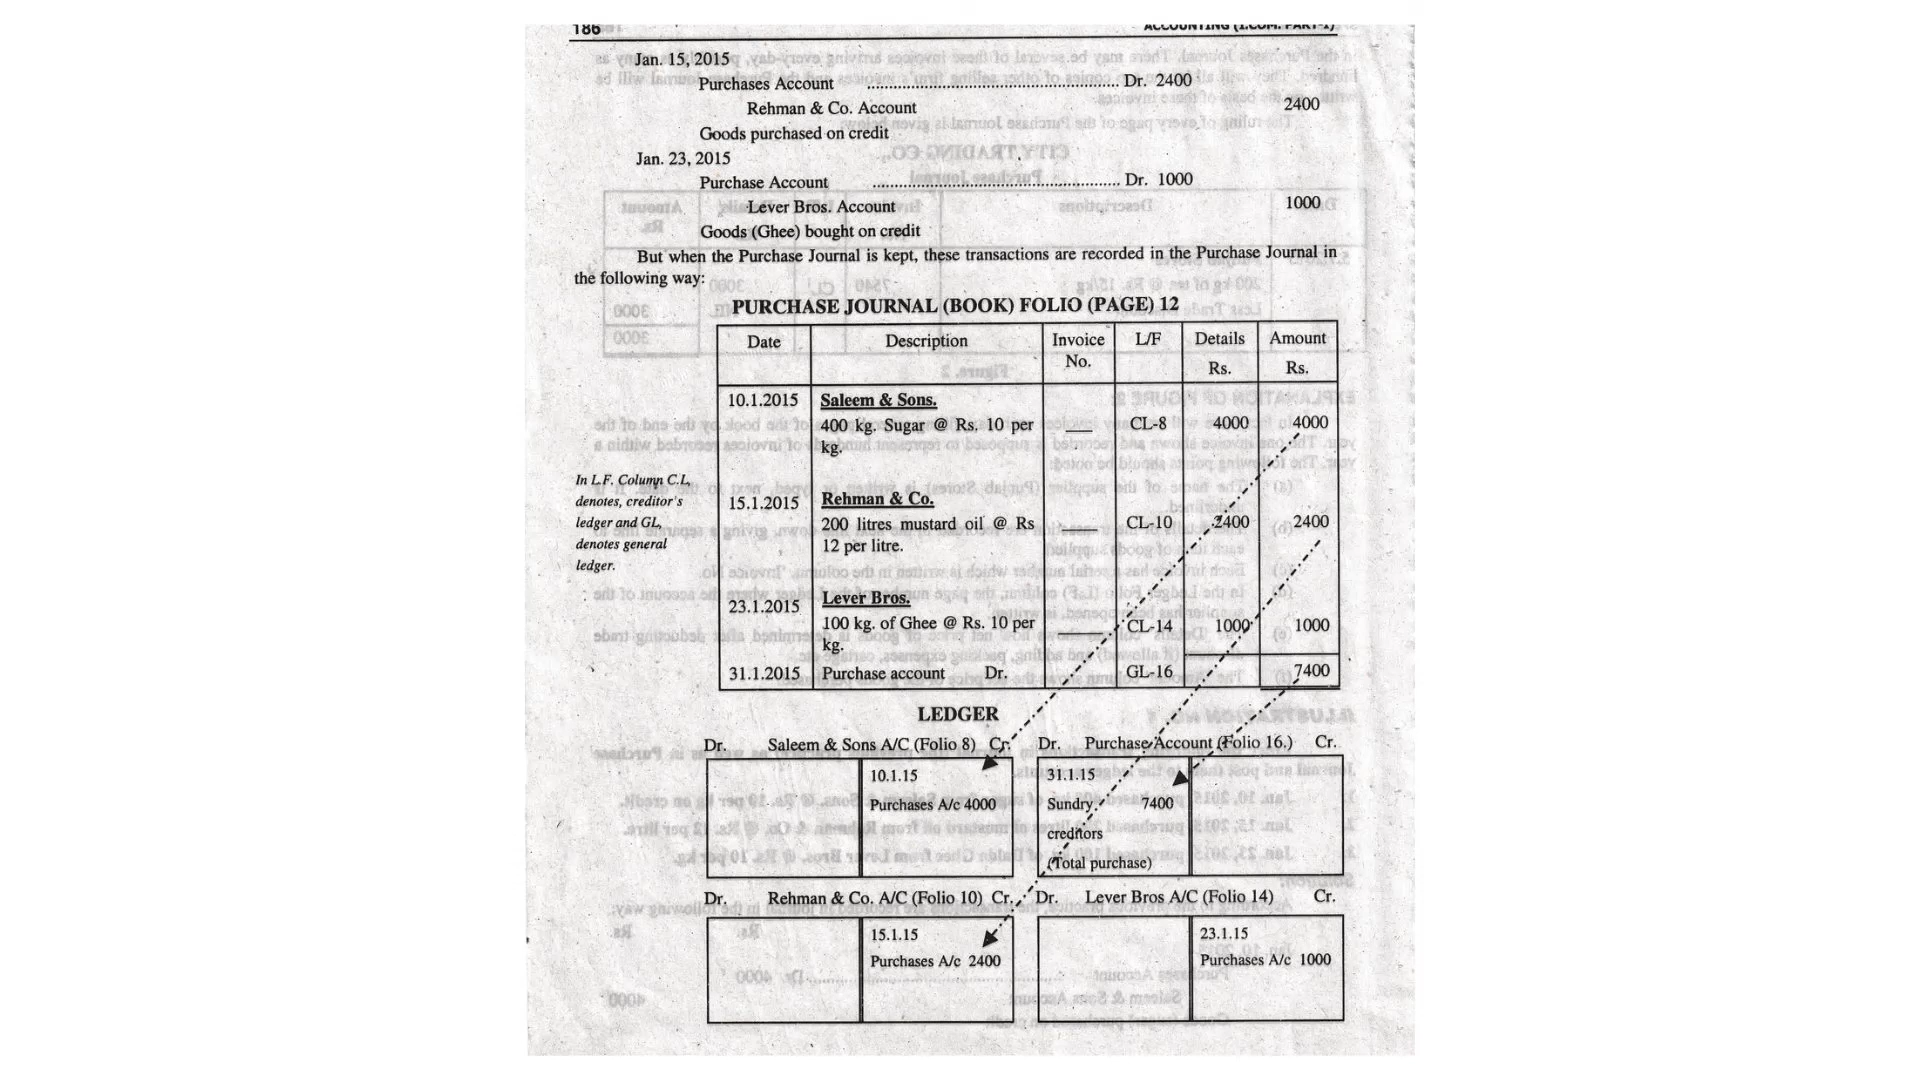 186
ACCOUNTING (I.COM. PART-I)
Jan. 15, 2015
Purchases Account ........................................................ Dr. 2400
Rehman & Co. Account 2400
Goods purchased on credit
Jan. 23, 2015
Purchase Account ........................................................ Dr. 1000
Lever Bros. Account 1000
Goods (Ghee) bought on credit
But when the Purchase Journal is kept, these transactions are recorded in the Purchase Journal in
the following way:
PURCHASE JOURNAL (BOOK) FOLIO (PAGE) 12
Date Description Invoice L/F Details Amount
No. Rs. Rs.
10.1.2015 Saleem & Sons.
400 kg. Sugar @ Rs. 10 per CL-8 4000 4000
kg.
In L.F. Column C.L,
denotes, creditor's
ledger and GL,
denotes general
ledger.
15.1.2015 Rehman & Co.
200 litres mustard oil @ Rs CL-10 2400 2400
12 per litre.
23.1.2015 Lever Bros.
100 kg. of Ghee @ Rs. 10 per CL-14 1000 1000
kg.
31.1.2015 Purchase account Dr. GL-16 7400
LEDGER
Dr. Saleem & Sons A/C (Folio 8) Cr.
10.1.15
Purchases A/c 4000
Dr. Purchase Account (Folio 16.) Cr.
31.1.15
Sundry 7400
creditors
(Total purchase)
Dr. Rehman & Co. A/C (Folio 10) Cr.
15.1.15
Purchases A/c 2400
Dr. Lever Bros A/C (Folio 14) Cr.
23.1.15
Purchases A/c 1000